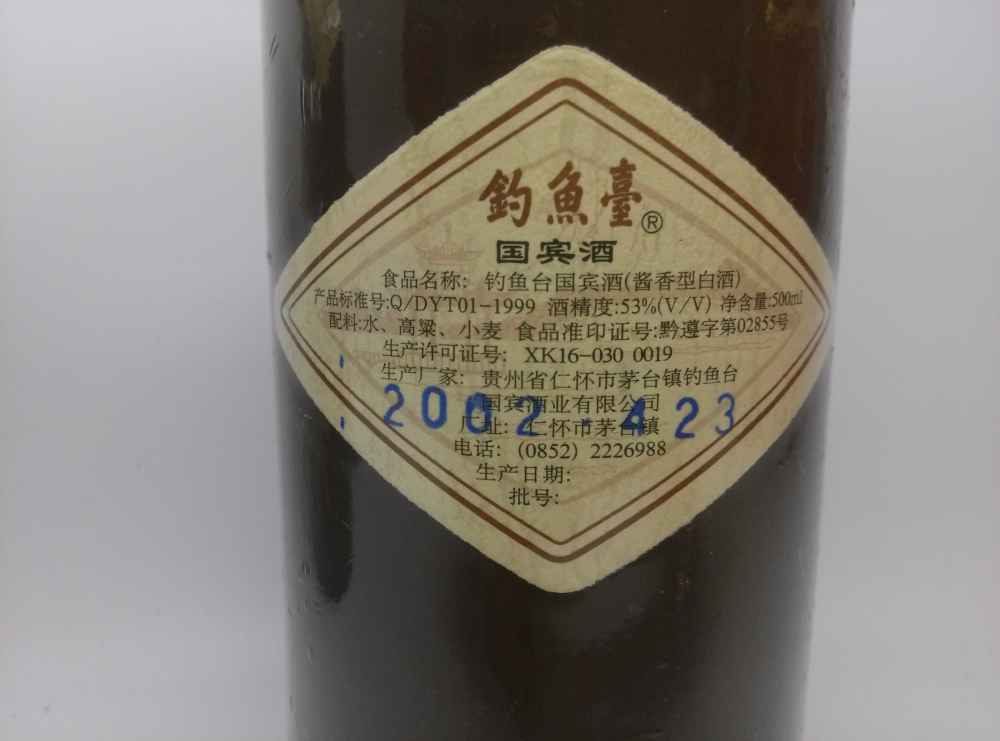 釣魚臺®
国宾酒
食品名称: 钓鱼台国宾酒(酱香型白酒)
产品标准号:Q/DYT01-1999 酒精度:53%(V/V) 净含量:500ml
配料:水、高粱、小麦 食品准印证号:黔遵字第02855号
生产许可证号: XK16-030 0019
生产厂家: 贵州省仁怀市茅台镇钓鱼台
国宾酒业有限公司
2002.423
厂址: 仁怀市茅台镇
电话: (0852) 2226988
生产日期:
批号: